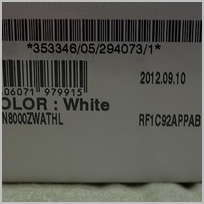 *353346/05/294073/1*
2012.09.10
06071 979915
COLOR : White
N8000ZWATHL
RF1C92APPAB